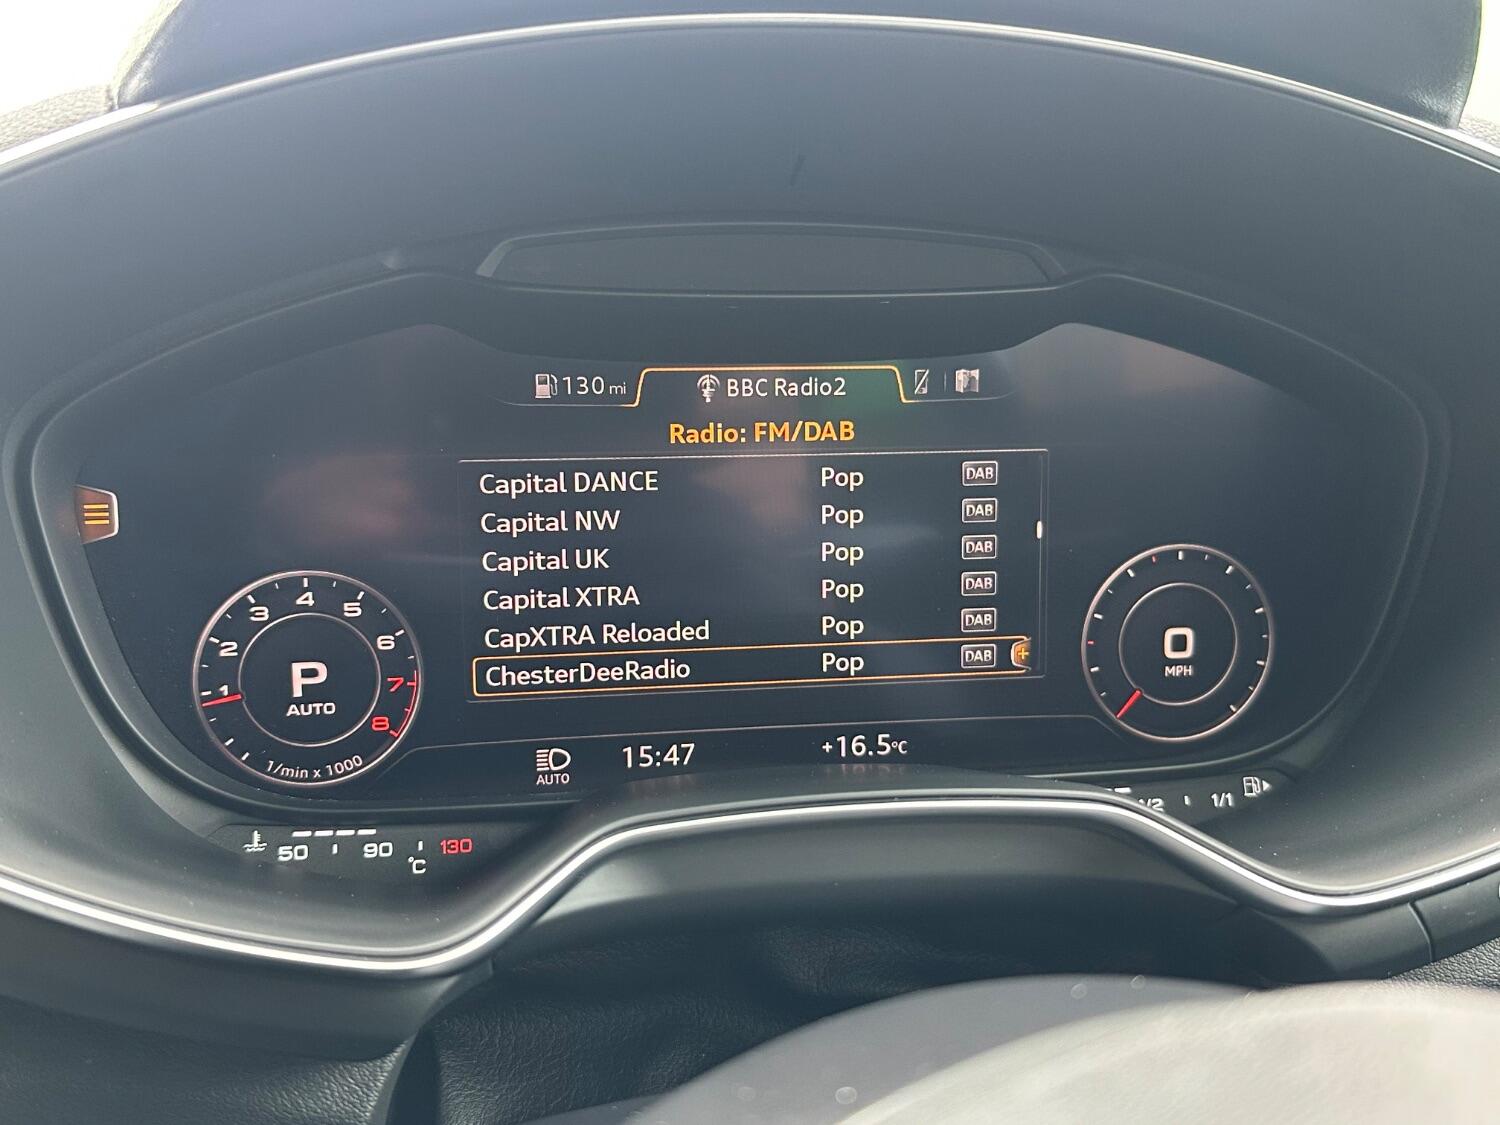 130 mi BBC Radio2
Radio: FM/DAB
Capital DANCE Pop DAB
Capital NW Pop DAB
Capital UK Pop DAB
Capital XTRA Pop DAB
CapXTRA Reloaded Pop DAB
ChesterDeeRadio Pop DAB +
1 2 3 4 5 6 7 8
P
AUTO
1/min x 1000
0
MPH
AUTO 15:47 +16.5°C
50 90 °C 130
1/2 1/1